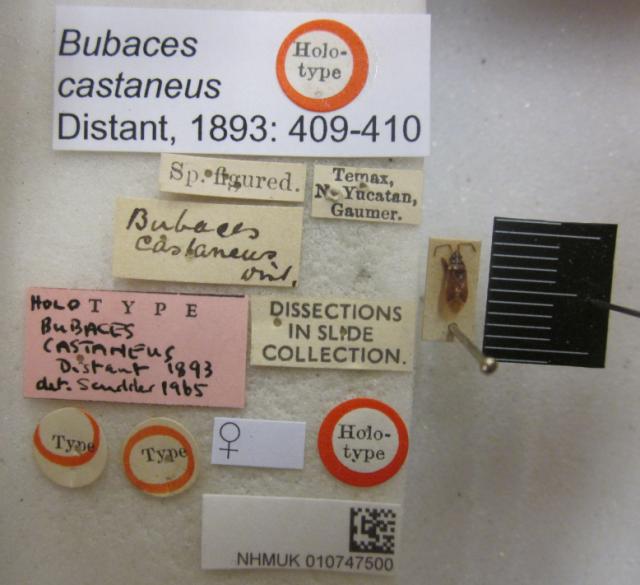 Bubaces
castaneus
Distant, 1893: 409-410
Holo-
type
Sp. figured.
Temax,
N. Yucatan,
Gaumer.
Bubaces
castaneus
Dist.
HOLO T Y P E
BUBACES
CASTANEUS
Distant 1893
det. Scudder 1965
DISSECTIONS
IN SLIDE
COLLECTION.
Type
Type
♀
Holo-
type
NHMUK 010747500